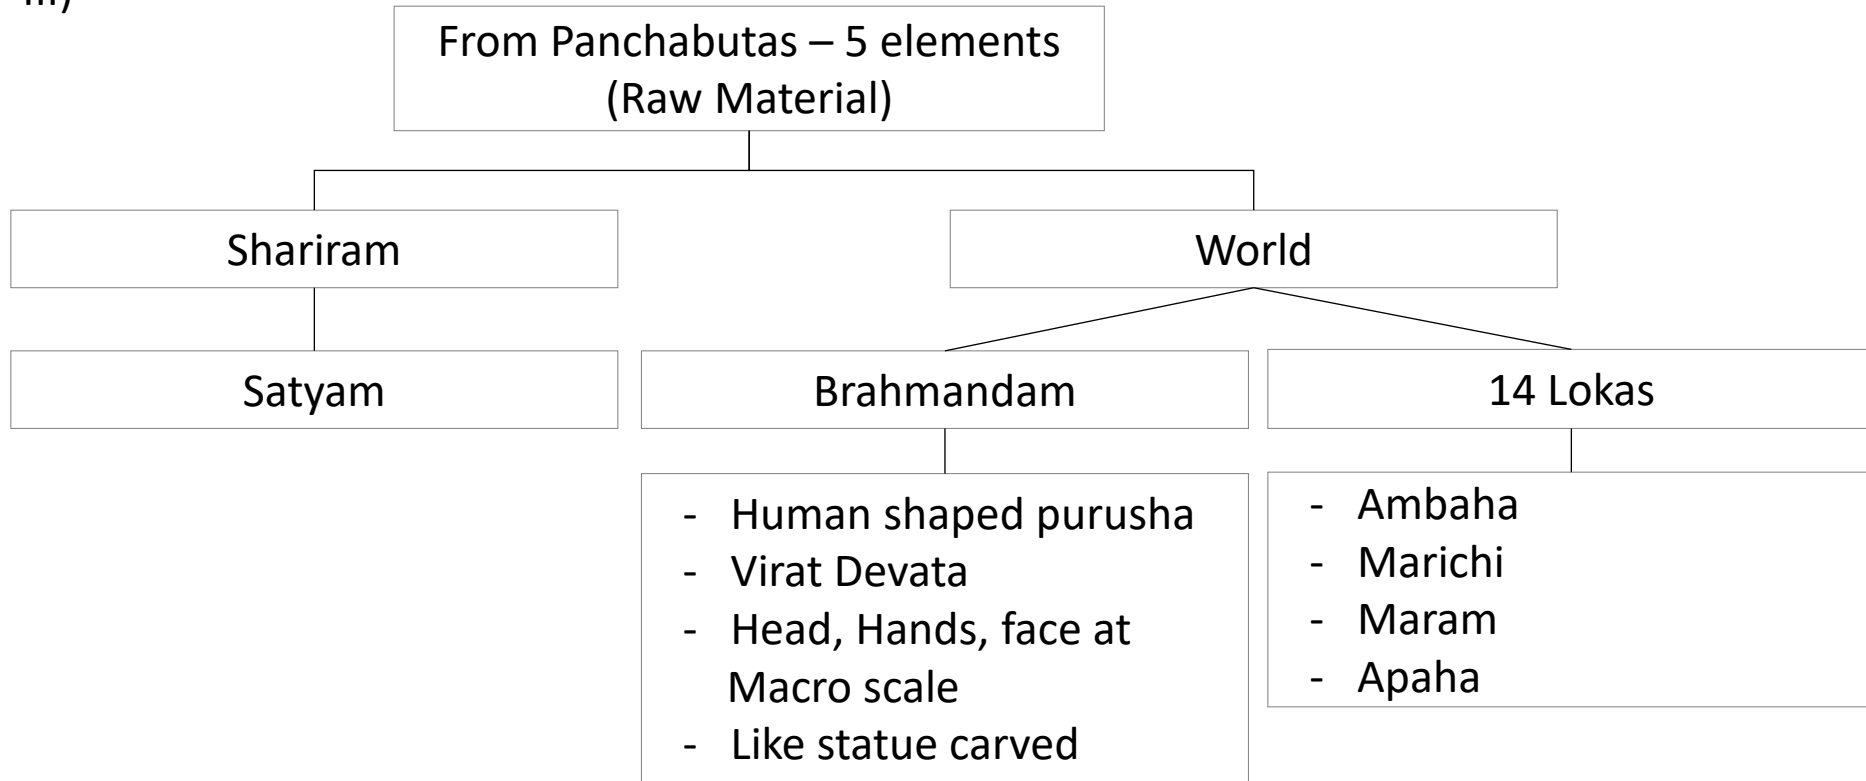 III)
From Panchabutas – 5 elements
(Raw Material)
Shariram
World
Satyam
Brahmandam
14 Lokas
- Human shaped purusha
- Virat Devata
- Head, Hands, face at
Macro scale
- Like statue carved
- Ambaha
- Marichi
- Maram
- Apaha